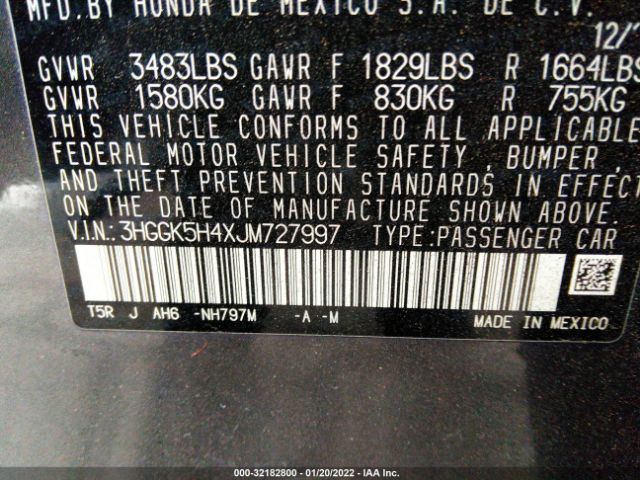 MFD. BY HONDA DE MEXICO S.A. DE C.V.
12/
GVWR 3483LBS GAWR F 1829LBS R 1664LBS
GVWR 1580KG GAWR F 830KG R 755KG
THIS VEHICLE CONFORMS TO ALL APPLICABLE
FEDERAL MOTOR VEHICLE SAFETY , BUMPER ,
AND THEFT PREVENTION STANDARDS IN EFFECT
ON THE DATE OF MANUFACTURE SHOWN ABOVE.
V.I.N.: 3HGGK5H4XJM727997 TYPE:PASSENGER CAR
T5R J AH6 -NH797M -A -M
MADE IN MEXICO
000-32182800 - 01/20/2022 - IAA Inc.